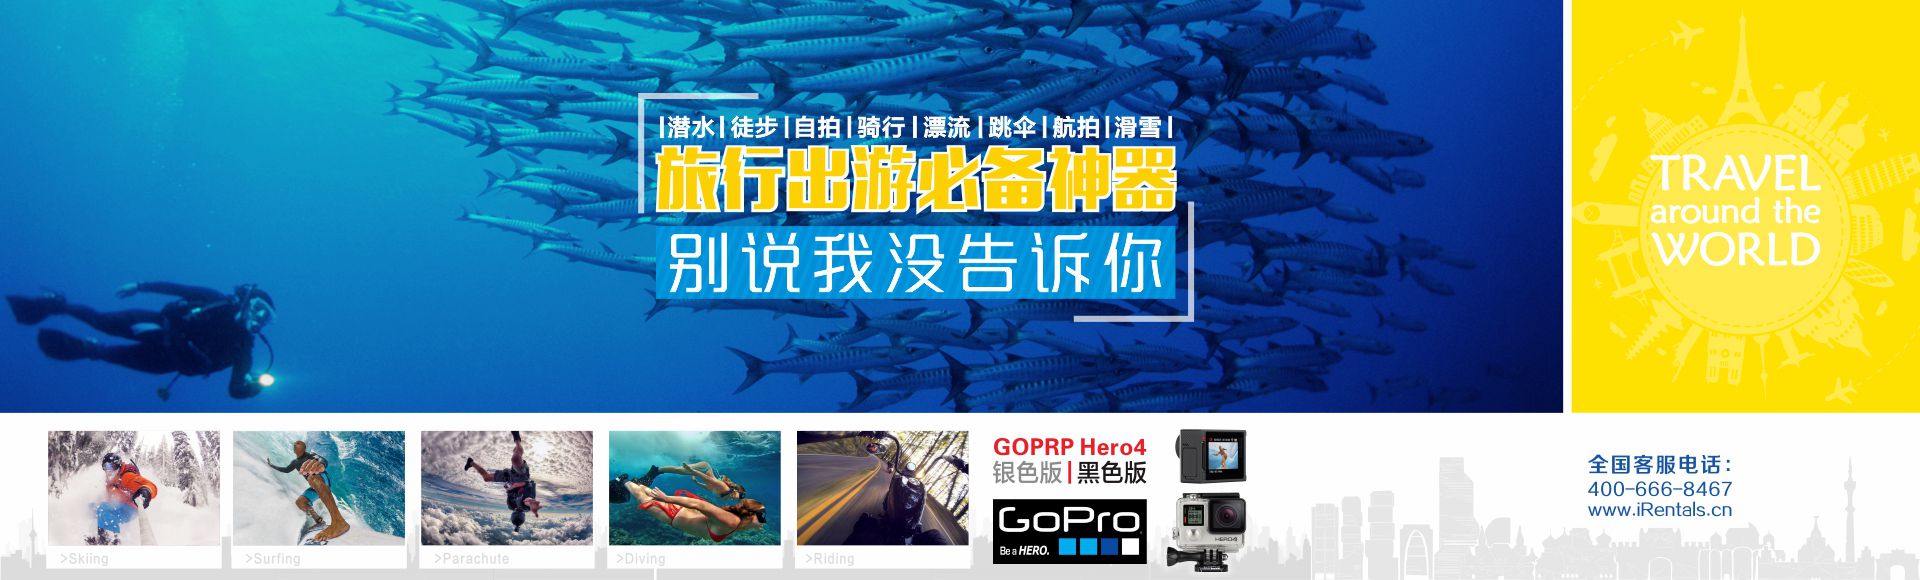 |潜水|徒步|自拍|骑行|漂流|跳伞|航拍|滑雪|
旅行出游必备神器
别说我没告诉你
TRAVEL
around the
WORLD
>Skiing
>Surfing
>Parachute
>Diving
>Riding
GOPRP Hero4
银色版|黑色版
GoPro
Be a HERO.
HERO4
全国客服电话：
400-666-8467
www.iRentals.cn